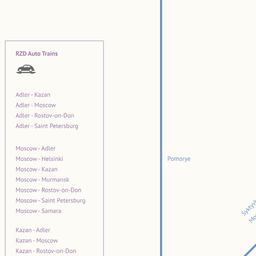 RZD Auto Trains
Adler - Kazan
Adler - Moscow
Adler - Rostov-on-Don
Adler - Saint Petersburg
Moscow - Adler
Moscow - Helsinki
Moscow - Kazan
Moscow - Murmansk
Moscow - Rostov-on-Don
Moscow - Saint Petersburg
Moscow - Samara
Kazan - Adler
Kazan - Moscow
Kazan - Rostov-on-Don
Pomorye